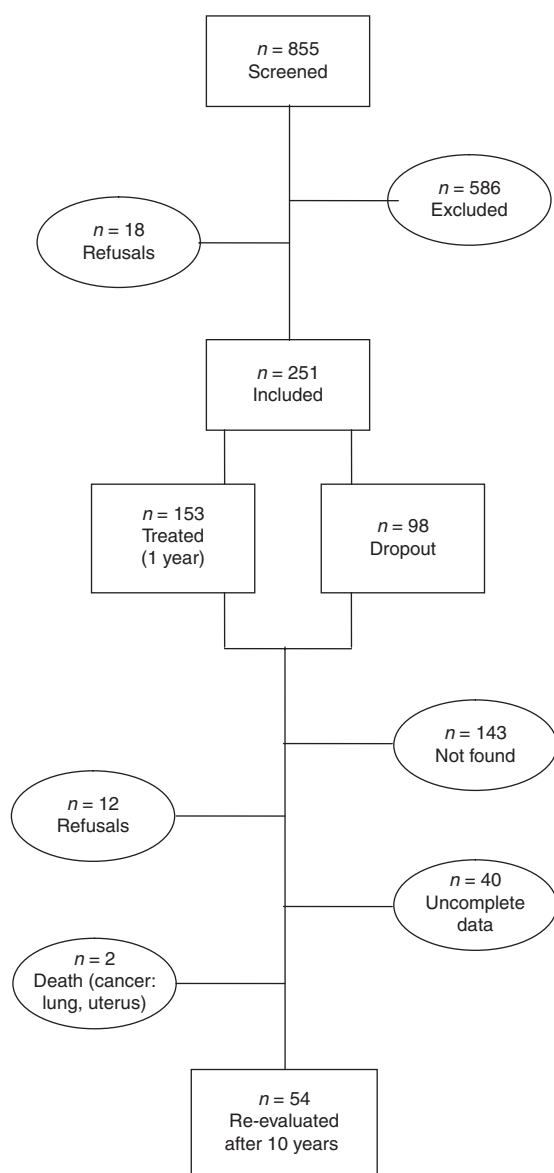 n = 855
Screened
n = 586
Excluded
n = 18
Refusals
n = 251
Included
n = 153
Treated
(1 year)
n = 98
Dropout
n = 143
Not found
n = 12
Refusals
n = 40
Uncomplete
data
n = 2
Death (cancer:
lung, uterus)
n = 54
Re-evaluated
after 10 years